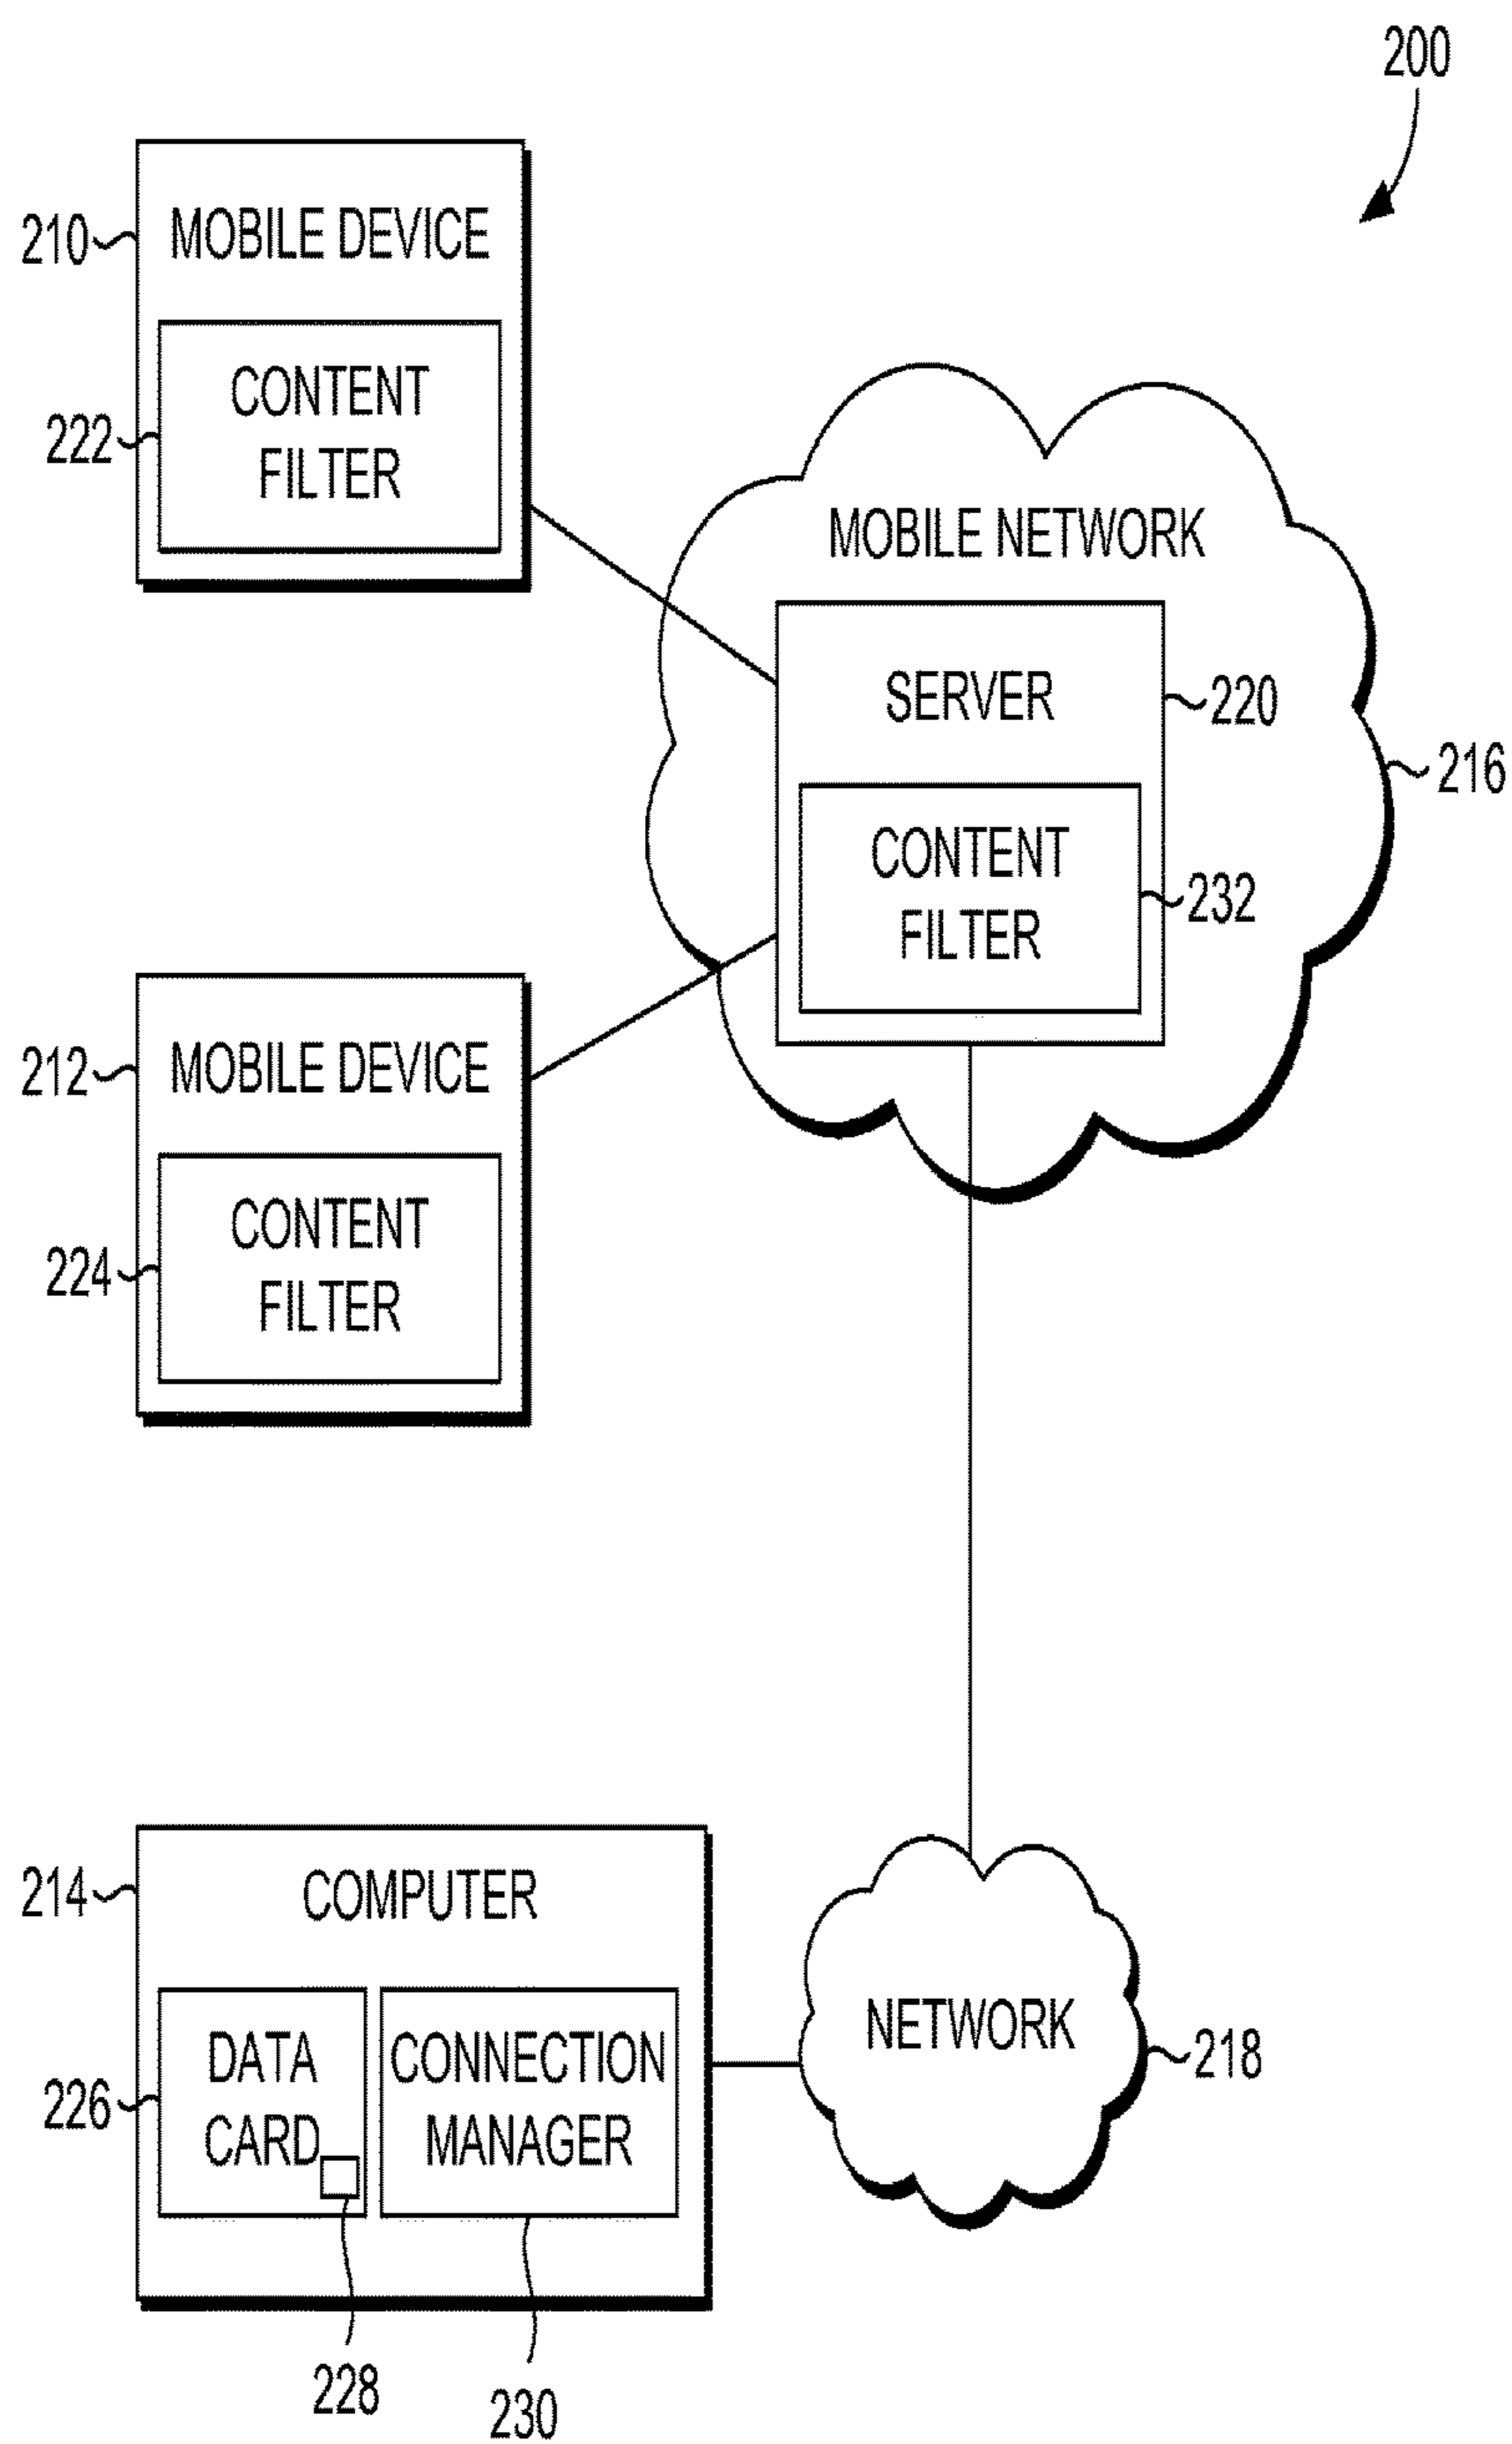 200
210
MOBILE DEVICE
CONTENT
FILTER
222
MOBILE NETWORK
SERVER
220
216
CONTENT
FILTER
232
212
MOBILE DEVICE
CONTENT
FILTER
224
214
COMPUTER
DATA
CARD
226
CONNECTION
MANAGER
NETWORK
218
228
230